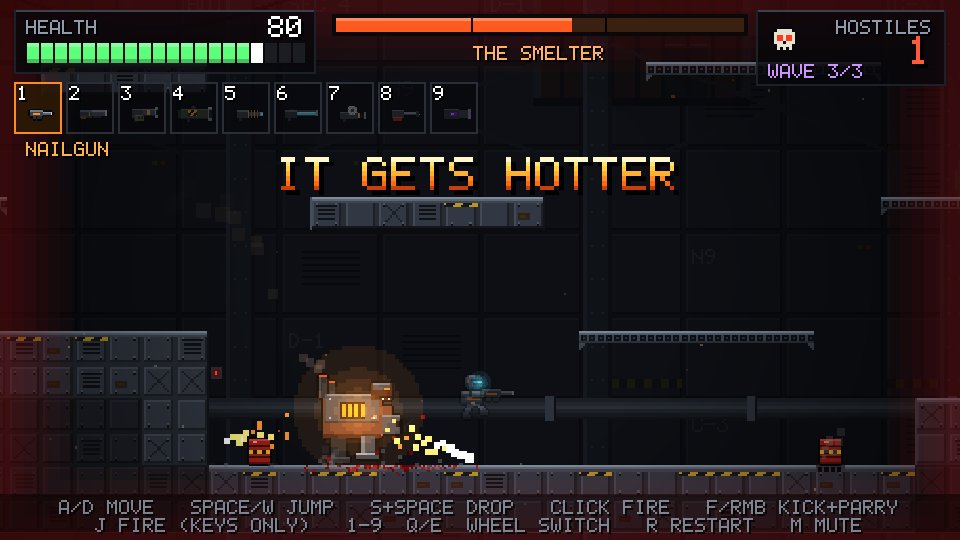 HEALTH 80
THE SMELTER
HOSTILES
1
WAVE 3/3
1 2 3 4 5 6 7 8 9
NAILGUN
IT GETS HOTTER
N9
D-1
C-3
A/D MOVE SPACE/W JUMP S+SPACE DROP CLICK FIRE F/RMB KICK+PARRY
J FIRE (KEYS ONLY) 1-9 Q/E WHEEL SWITCH R RESTART M MUTE